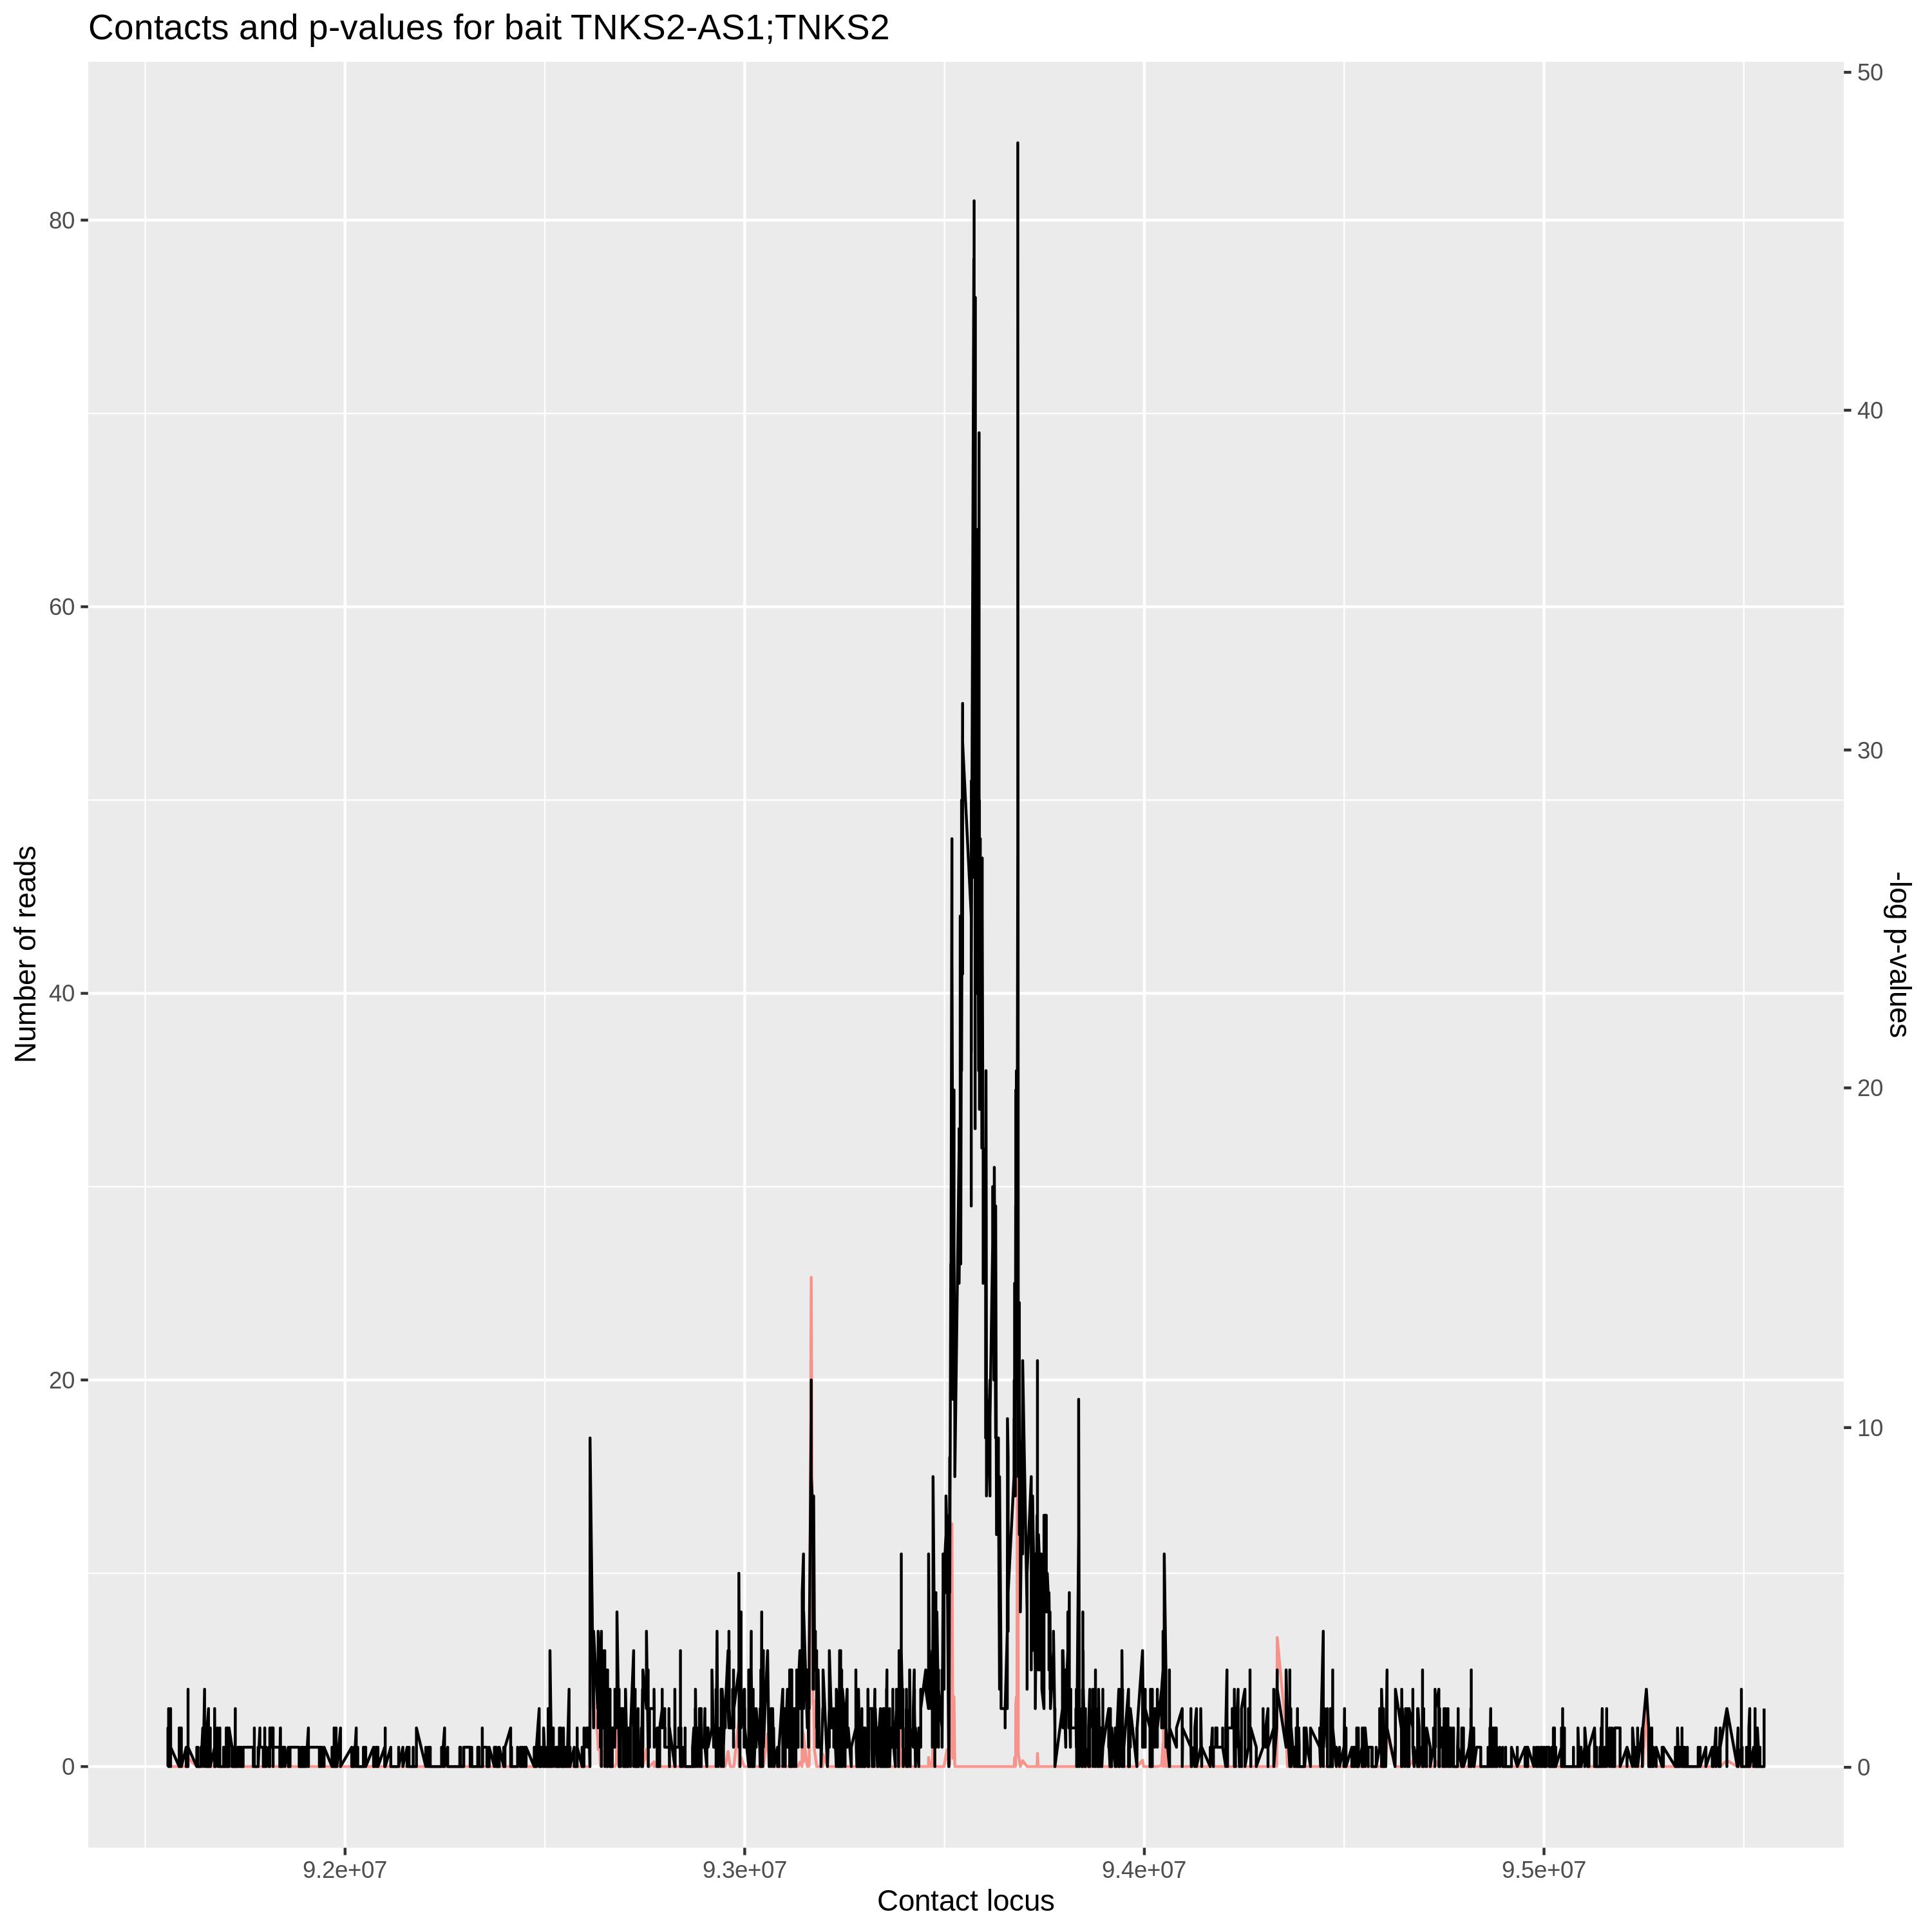 Contacts and p-values for bait TNKS2-AS1;TNKS2
80
60
40
20
0
Number of reads
50
40
30
20
10
0
-log p-values
9.2e+07
9.3e+07
9.4e+07
9.5e+07
Contact locus